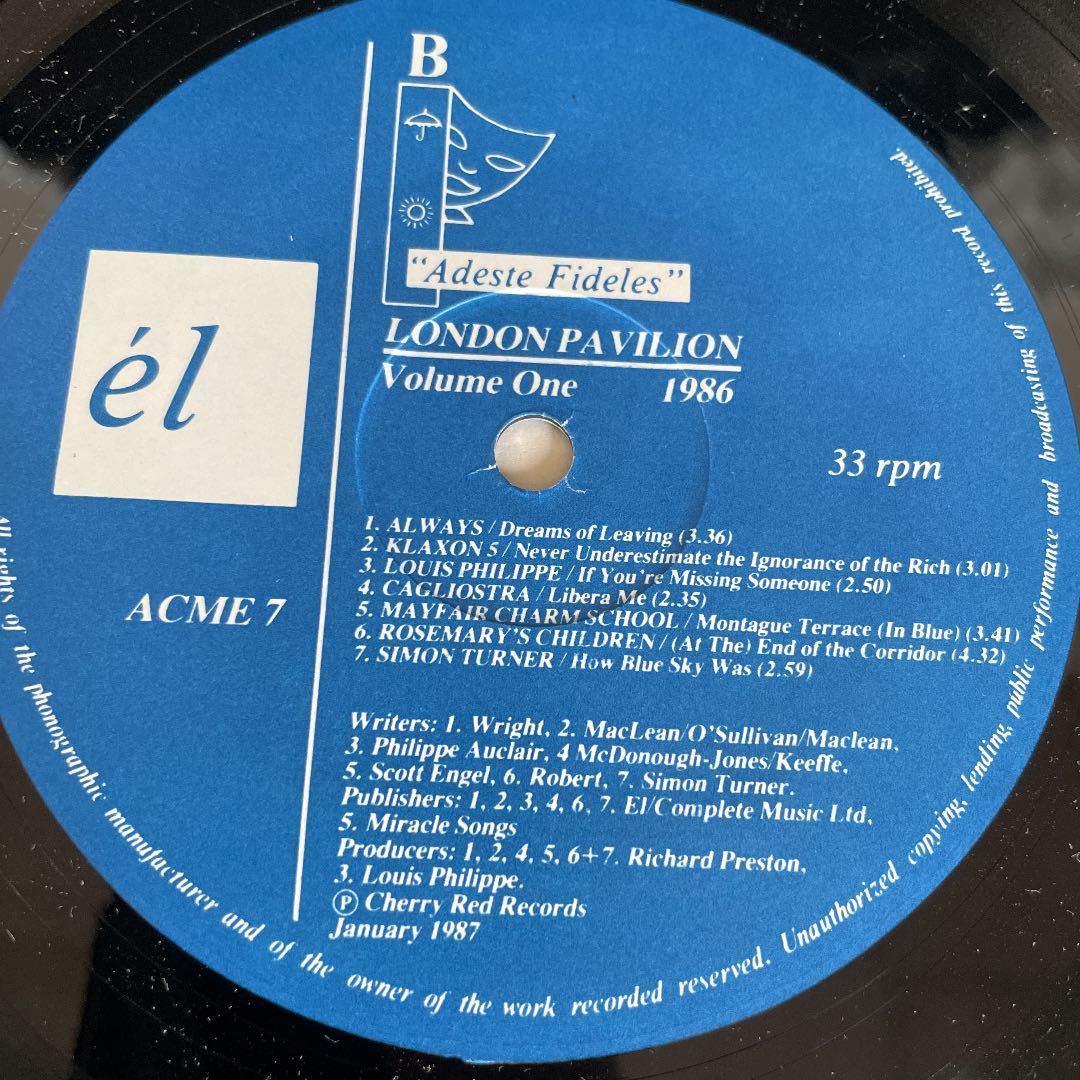 B
"Adeste Fideles"
LONDON PAVILION
Volume One 1986
él
33 rpm
ACME 7
1. ALWAYS / Dreams of Leaving (3.36)
2. KLAXON 5 / Never Underestimate the Ignorance of the Rich (3.01)
3. LOUIS PHILIPPE / If You're Missing Someone (2.50)
4. CAGLIOSTRA / Libera Me (2.35)
5. MAYFAIR CHARM SCHOOL / Montague Terrace (In Blue) (3.41)
6. ROSEMARY'S CHILDREN / (At The) End of the Corridor (4.32)
7. SIMON TURNER / How Blue Sky Was (2.59)
Writers: 1. Wright, 2. MacLean/O'Sullivan/Maclean,
3. Philippe Auclair, 4 McDonough-Jones/Keeffe,
5. Scott Engel, 6. Robert, 7. Simon Turner.
Publishers: 1, 2, 3, 4, 6, 7. El/Complete Music Ltd,
5. Miracle Songs
Producers: 1, 2, 4, 5, 6+7. Richard Preston,
3. Louis Philippe.
℗ Cherry Red Records
January 1987
All rights of the phonographic manufacturer and of the owner of the work recorded reserved. Unauthorized copying, lending, public performance and broadcasting of this record prohibited.